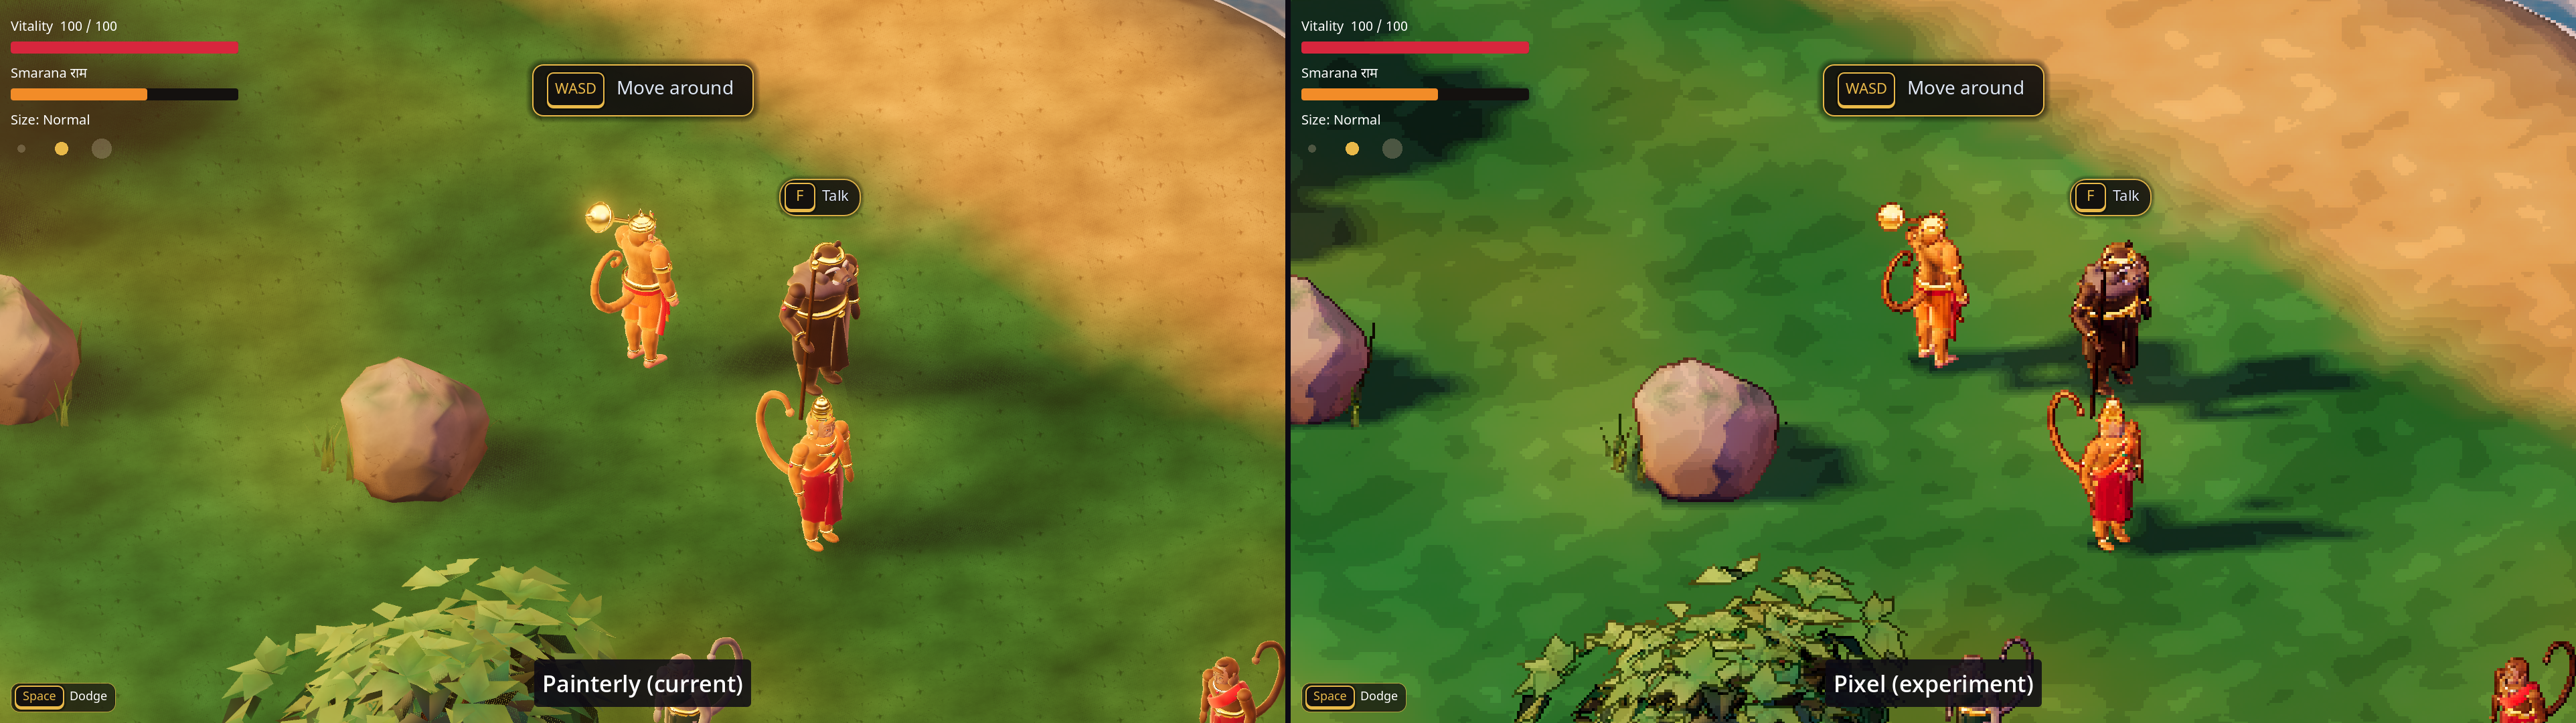 Vitality 100 / 100
Smarana राम
Size: Normal
WASD Move around
F Talk
Space Dodge
Painterly (current)
Vitality 100 / 100
Smarana राम
Size: Normal
WASD Move around
F Talk
Space Dodge
Pixel (experiment)